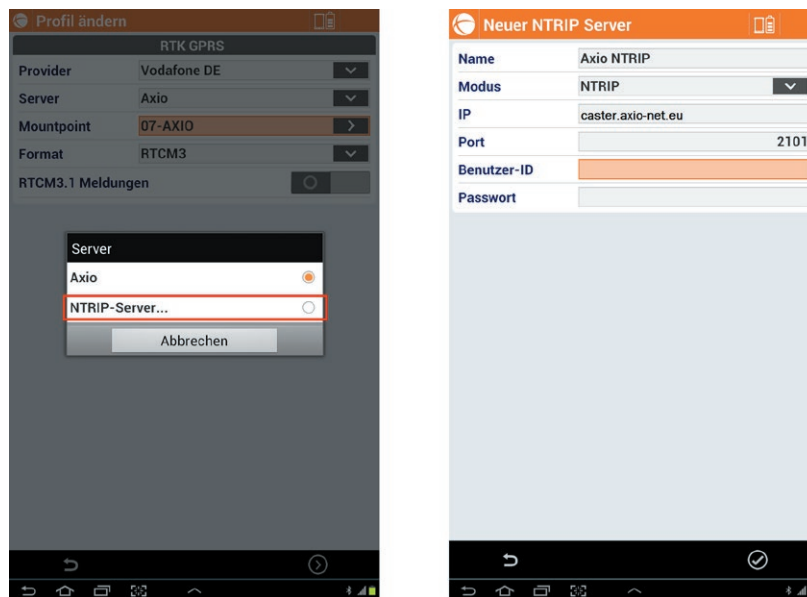 Profil ändern
RTK GPRS
Provider Vodafone DE
Server Axio
Mountpoint 07-AXIO
Format RTCM3
RTCM3.1 Meldungen
Server
Axio
NTRIP-Server...
Abbrechen
Neuer NTRIP Server
Name Axio NTRIP
Modus NTRIP
IP caster.axio-net.eu
Port 2101
Benutzer-ID
Passwort